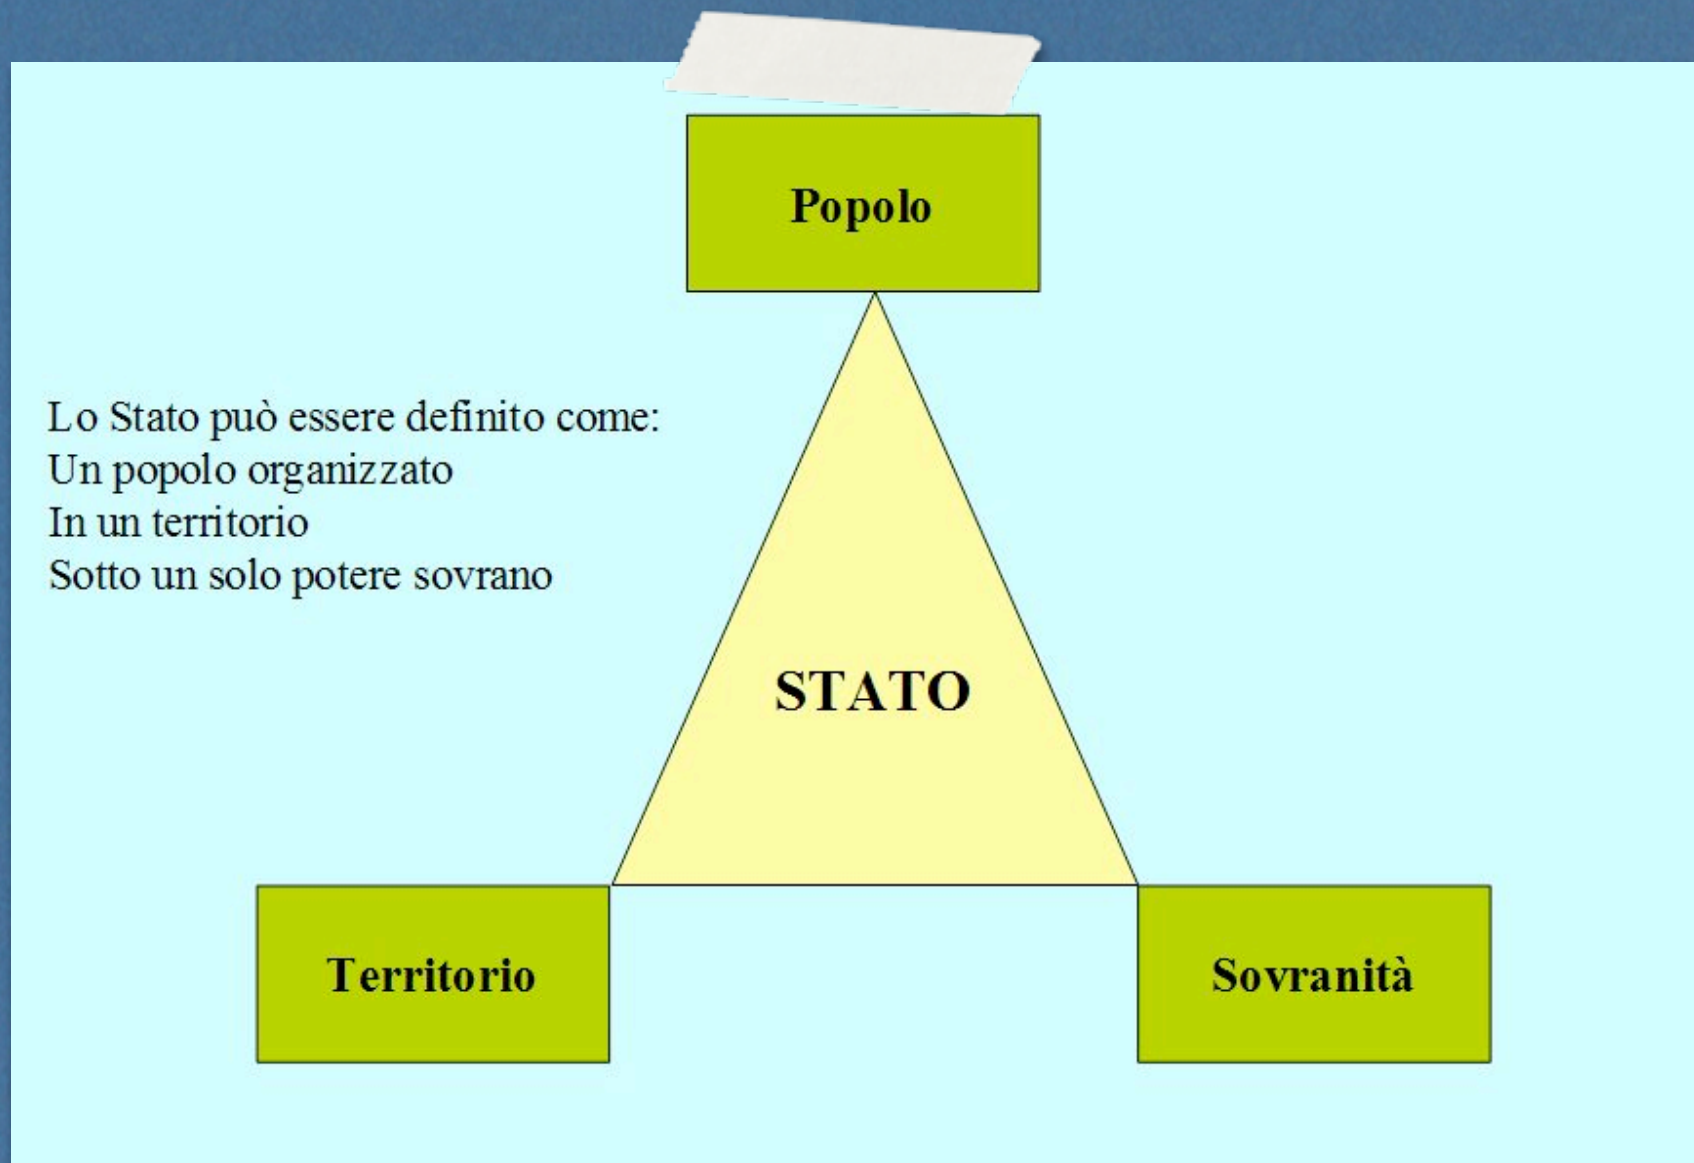 Popolo
Lo Stato può essere definito come:
Un popolo organizzato
In un territorio
Sotto un solo potere sovrano
STATO
Territorio
Sovranità